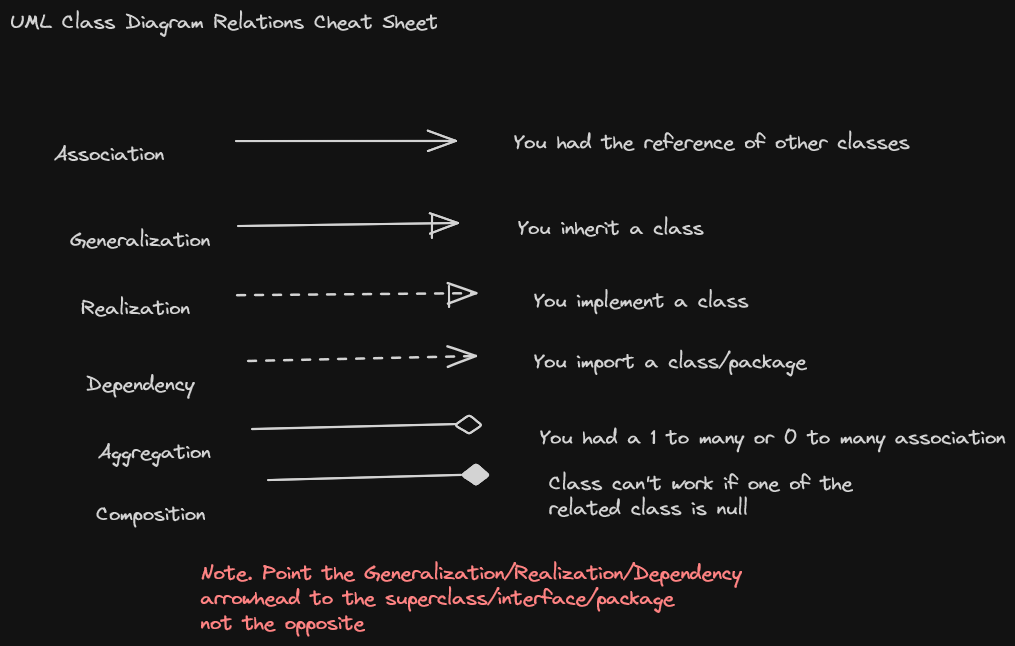 UML Class Diagram Relations Cheat Sheet
Association
You had the reference of other classes
Generalization
You inherit a class
Realization
You implement a class
Dependency
You import a class/package
Aggregation
You had a 1 to many or 0 to many association
Composition
Class can't work if one of the
related class is null
Note. Point the Generalization/Realization/Dependency
arrowhead to the superclass/interface/package
not the opposite